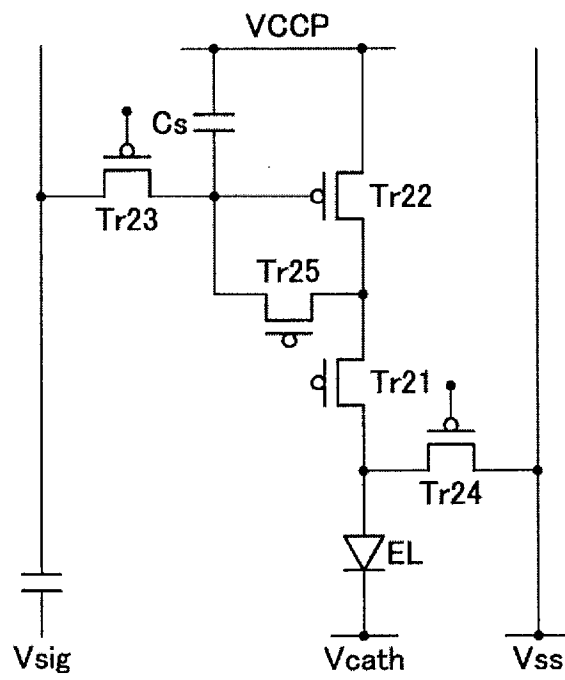 VCCP
Cs
Tr23
Tr22
Tr25
Tr21
Tr24
EL
Vsig
Vcath
Vss